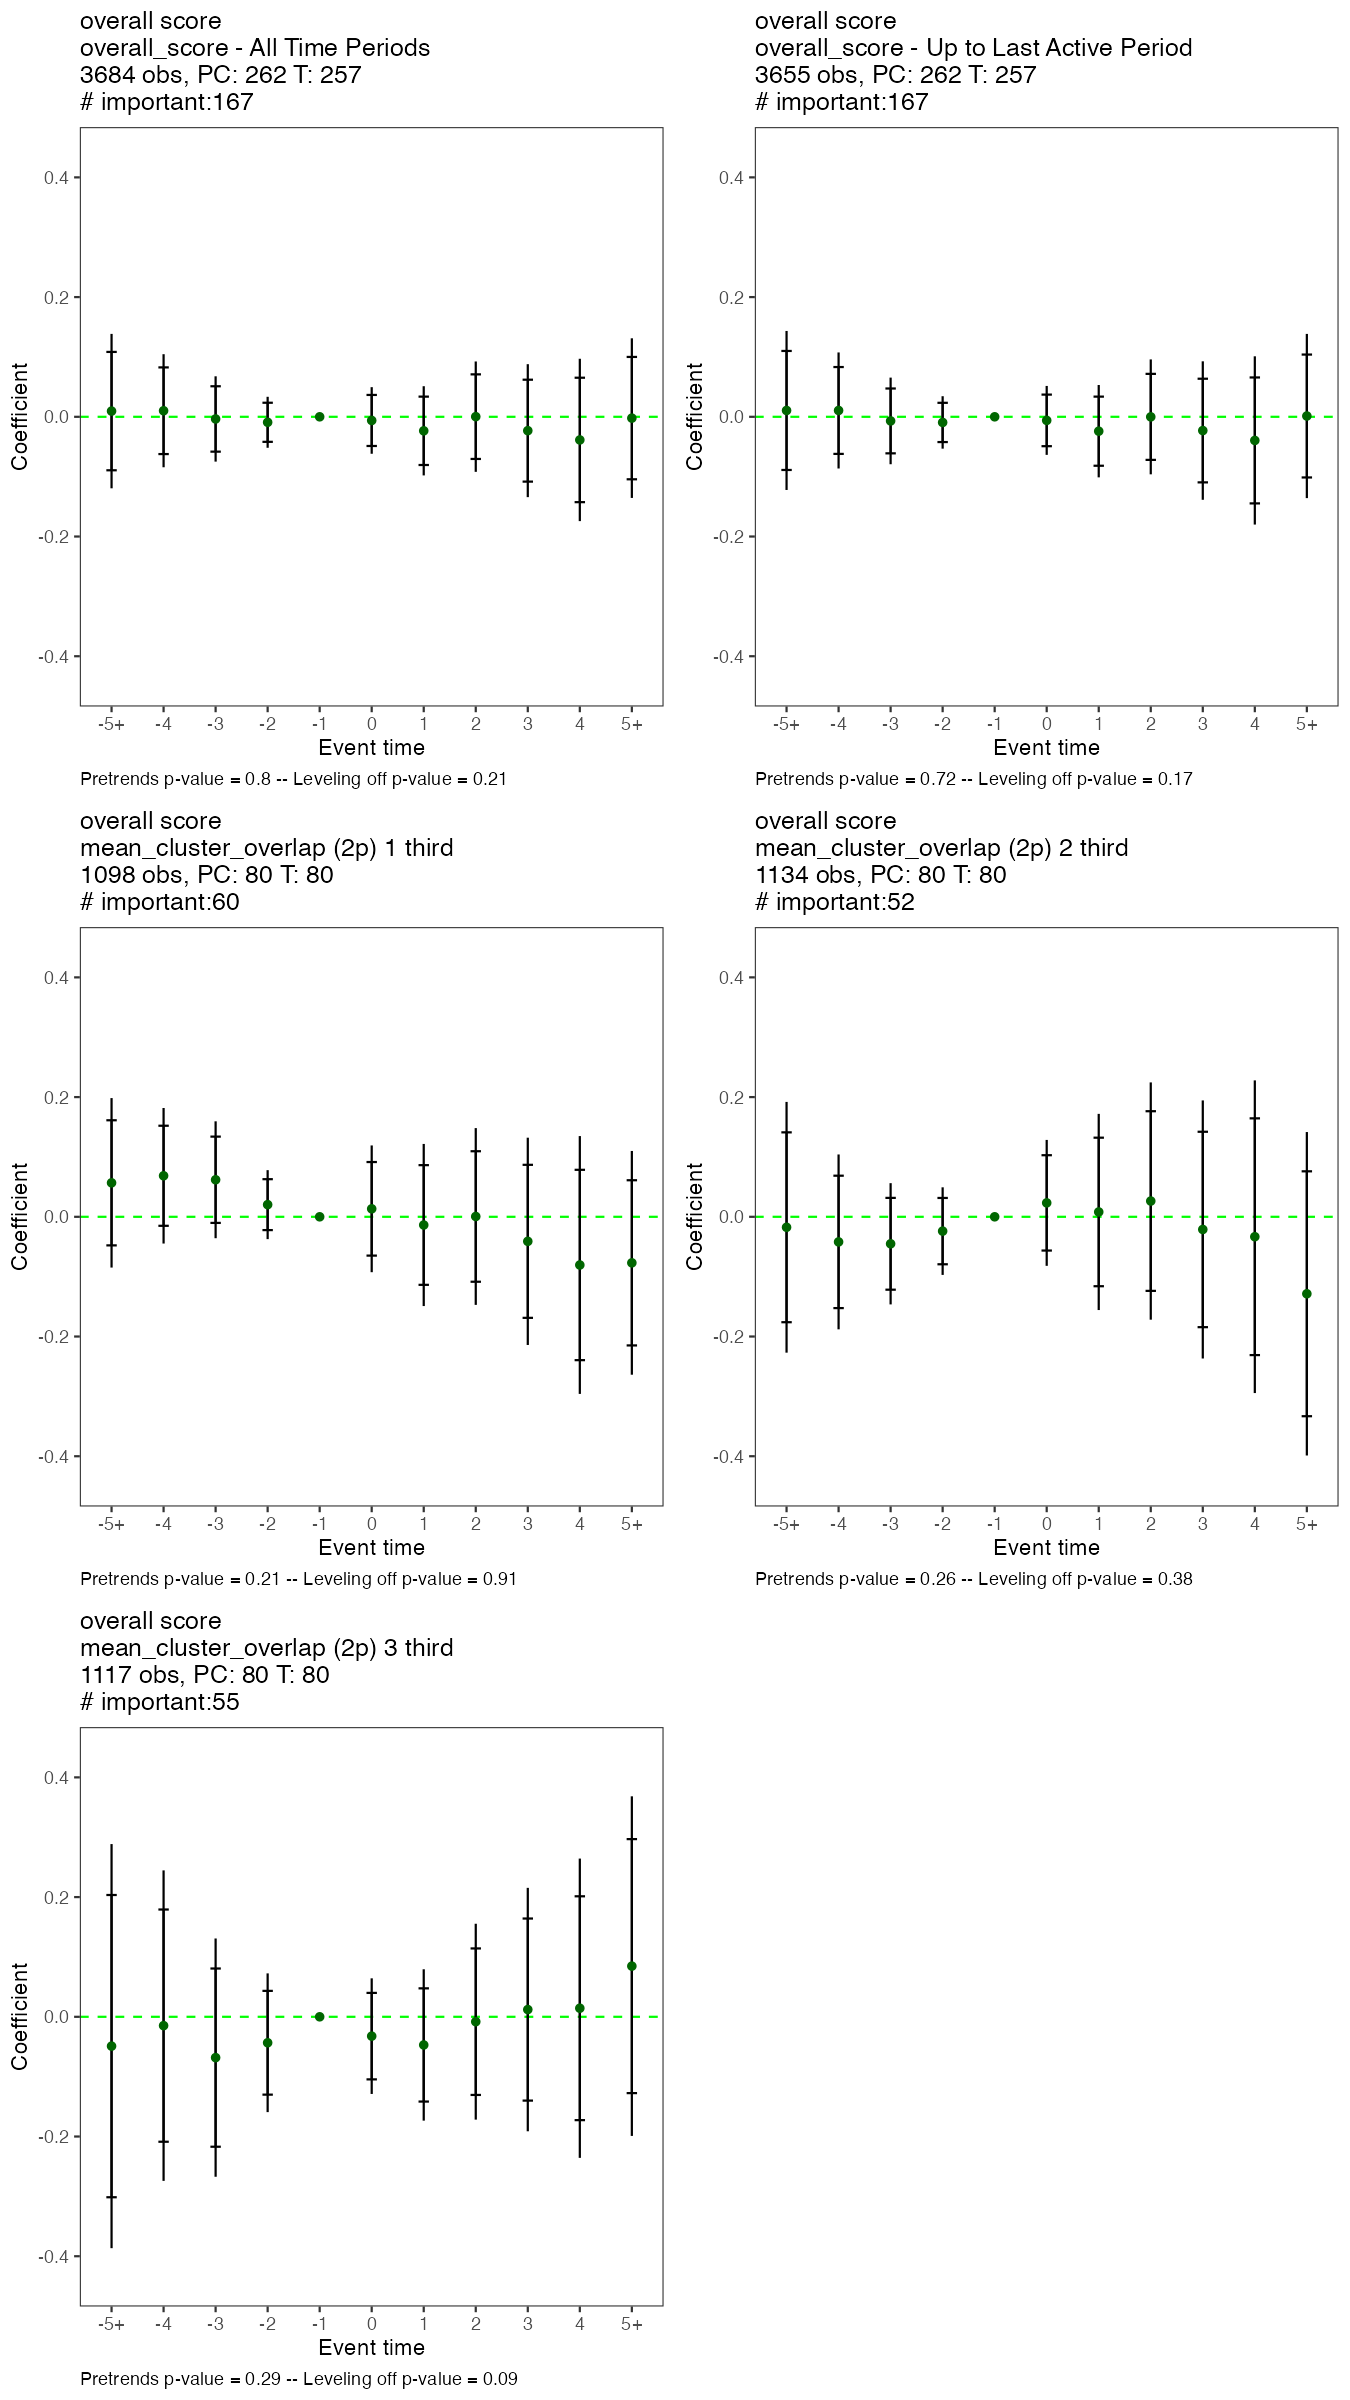 overall score
overall_score - All Time Periods
3684 obs, PC: 262 T: 257
# important:167
0.4
0.2
0.0
-0.2
-0.4
Coefficient
-5+ -4 -3 -2 -1 0 1 2 3 4 5+
Event time
Pretrends p-value = 0.8 -- Leveling off p-value = 0.21
overall score
overall_score - Up to Last Active Period
3655 obs, PC: 262 T: 257
# important:167
0.4
0.2
0.0
-0.2
-0.4
Coefficient
-5+ -4 -3 -2 -1 0 1 2 3 4 5+
Event time
Pretrends p-value = 0.72 -- Leveling off p-value = 0.17
overall score
mean_cluster_overlap (2p) 1 third
1098 obs, PC: 80 T: 80
# important:60
0.4
0.2
0.0
-0.2
-0.4
Coefficient
-5+ -4 -3 -2 -1 0 1 2 3 4 5+
Event time
Pretrends p-value = 0.21 -- Leveling off p-value = 0.91
overall score
mean_cluster_overlap (2p) 2 third
1134 obs, PC: 80 T: 80
# important:52
0.4
0.2
0.0
-0.2
-0.4
Coefficient
-5+ -4 -3 -2 -1 0 1 2 3 4 5+
Event time
Pretrends p-value = 0.26 -- Leveling off p-value = 0.38
overall score
mean_cluster_overlap (2p) 3 third
1117 obs, PC: 80 T: 80
# important:55
0.4
0.2
0.0
-0.2
-0.4
Coefficient
-5+ -4 -3 -2 -1 0 1 2 3 4 5+
Event time
Pretrends p-value = 0.29 -- Leveling off p-value = 0.09